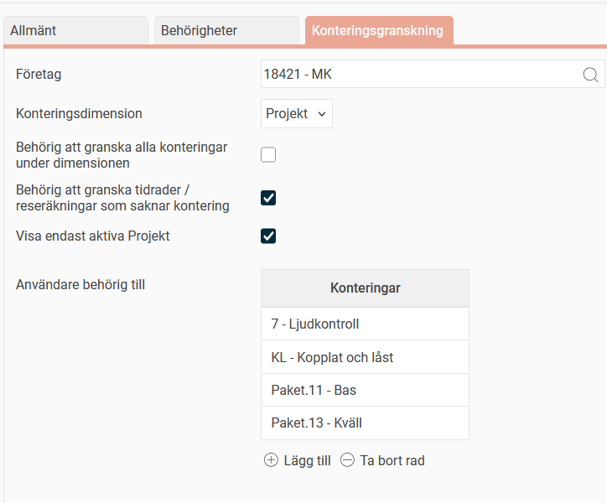 Allmänt
Behörigheter
Konteringsgranskning
Företag
18421 - MK
Konteringsdimension
Projekt
Behörig att granska alla konteringar
under dimensionen
Behörig att granska tidrader /
reseräkningar som saknar kontering
Visa endast aktiva Projekt
Användare behörig till
Konteringar
7 - Ljudkontroll
KL - Kopplat och låst
Paket.11 - Bas
Paket.13 - Kväll
Lägg till
Ta bort rad